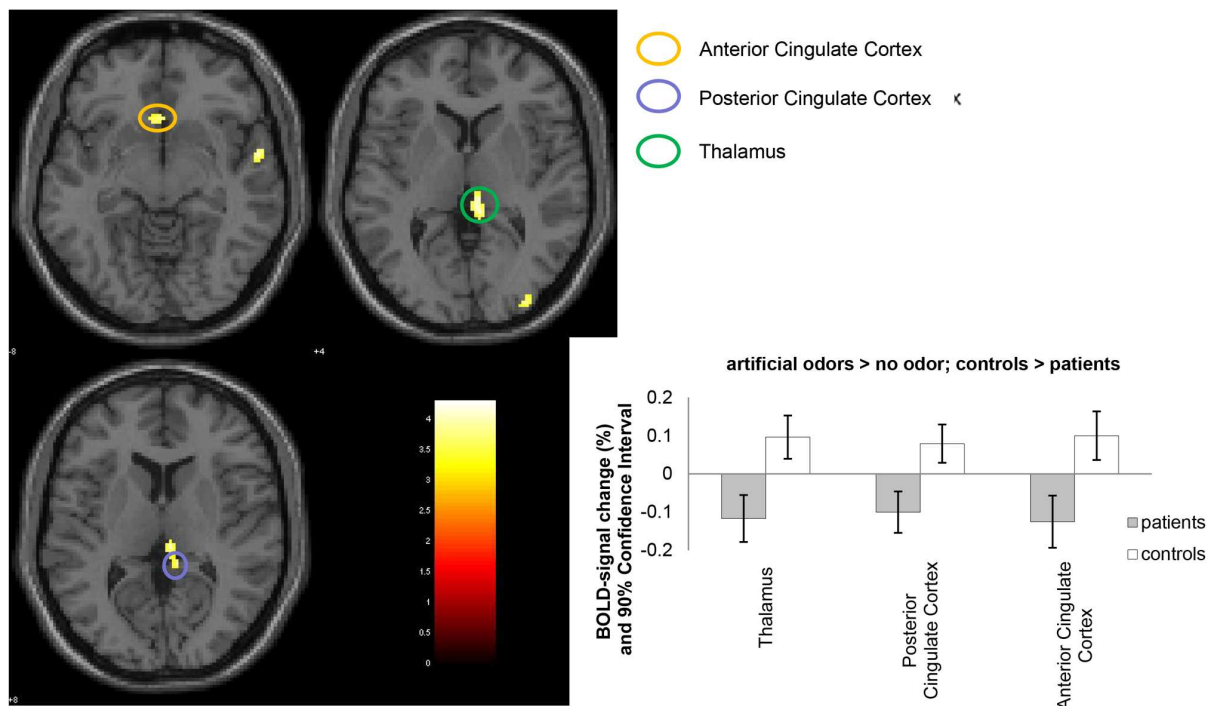 Anterior Cingulate Cortex
Posterior Cingulate Cortex
Thalamus
-8
+4
+8
4
3.5
3
2.5
2
1.5
1
0.5
0
artificial odors > no odor; controls > patients
BOLD-signal change (%)
and 90% Confidence Interval
0.2
0.1
0
-0.1
-0.2
Thalamus
Posterior
Cingulate Cortex
Anterior Cingulate
Cortex
patients
controls